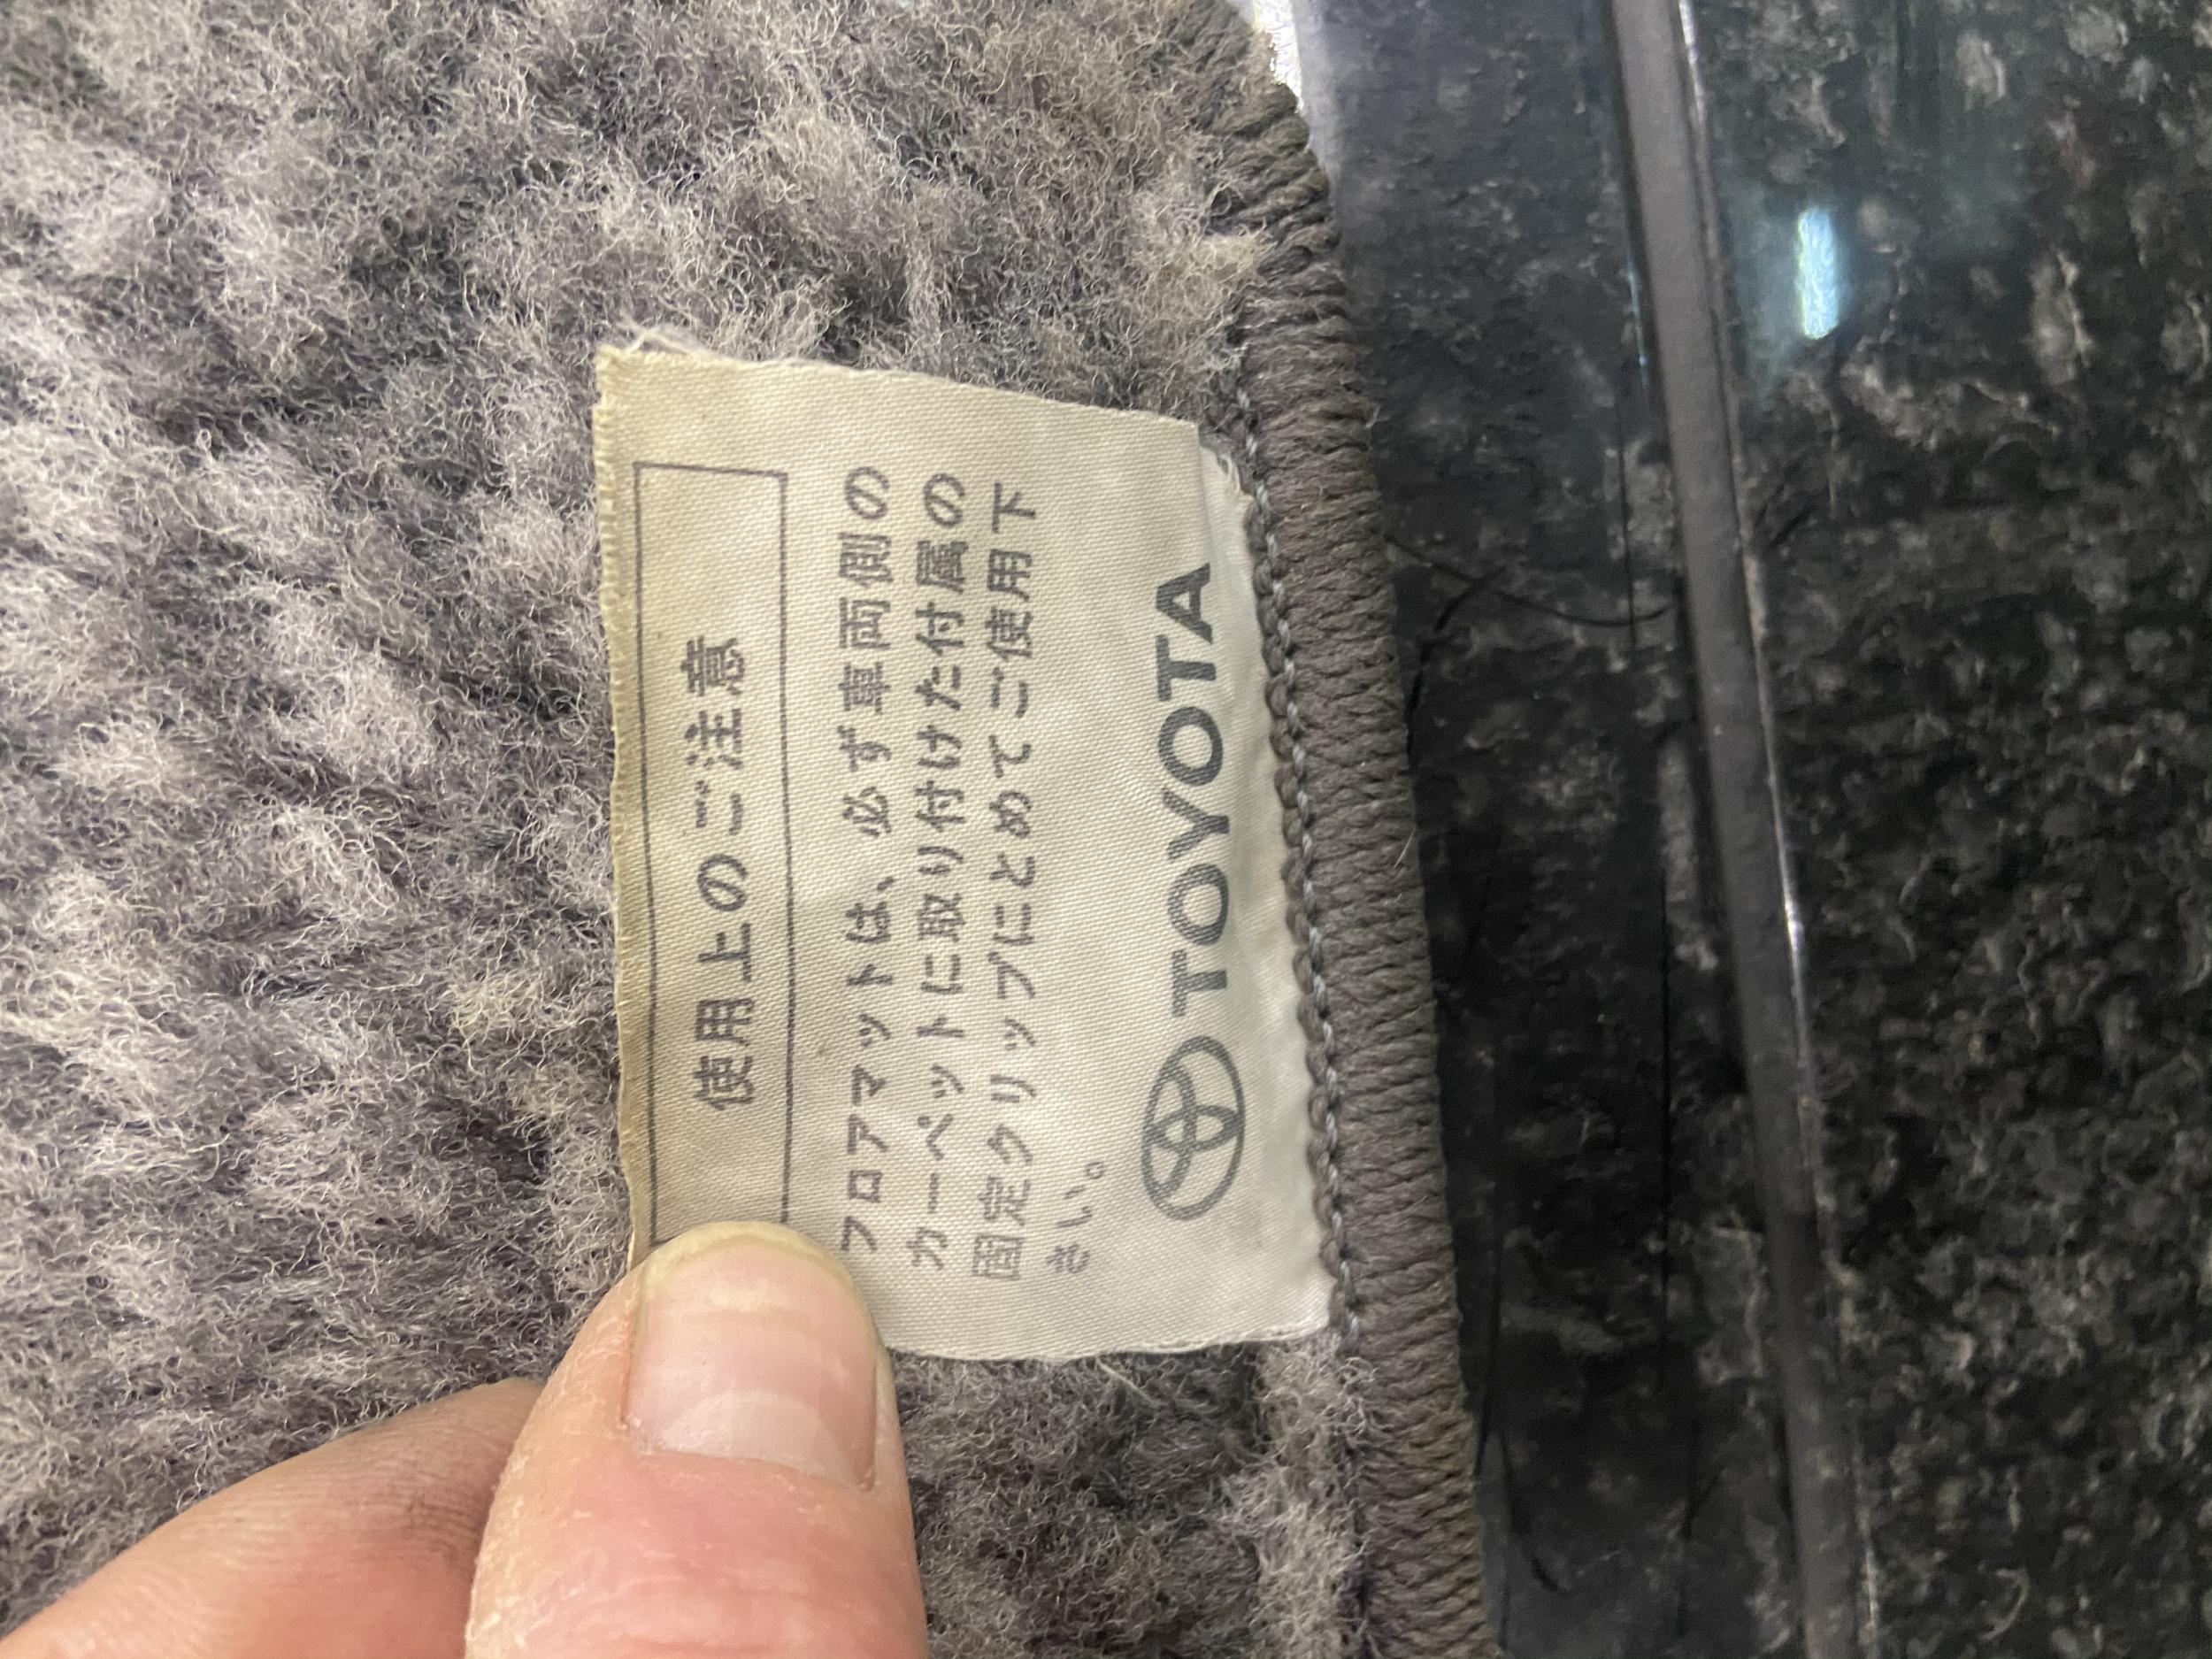 使用上のご注意
フロアマットは、必ず車両側の
カーペットに取り付けた付属の
固定クリップにとめてご使用下
さい。
TOYOTA